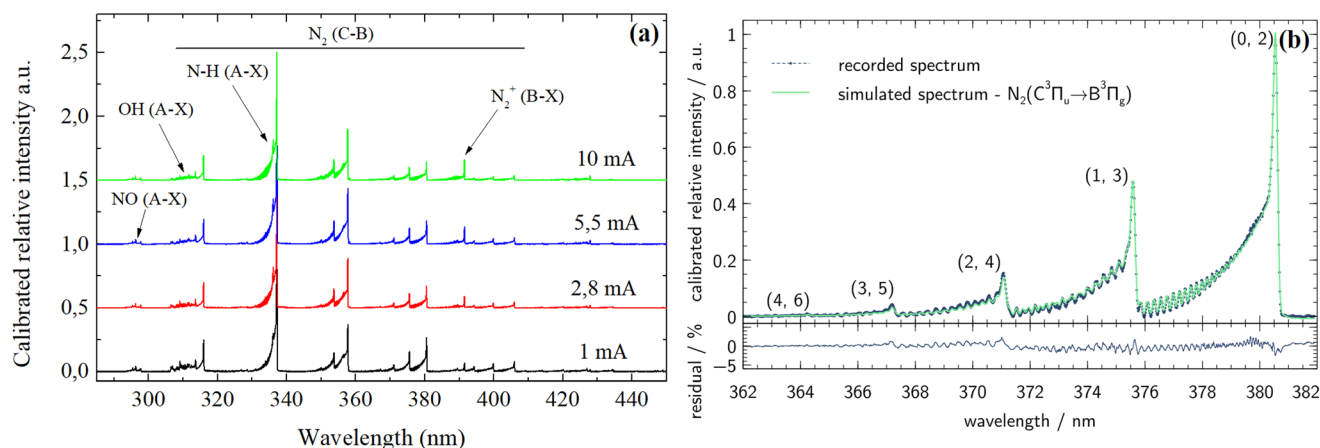 N₂ (C-B)
(a)
2,5
N-H (A-X)
N₂⁺ (B-X)
2,0
OH (A-X)
10 mA
1,5
NO (A-X)
5,5 mA
1,0
2,8 mA
0,5
1 mA
0,0
300 320 340 360 380 400 420 440
Wavelength (nm)
Calibrated relative intensity a.u.
(0, 2)
(b)
1
recorded spectrum
simulated spectrum - N₂(C³Π_u→B³Π_g)
0.8
0.6
(1, 3)
0.4
0.2
(2, 4)
(3, 5)
(4, 6)
0
calibrated relative intensity / a.u.
0
−5
residual / %
362 364 366 368 370 372 374 376 378 380 382
wavelength / nm